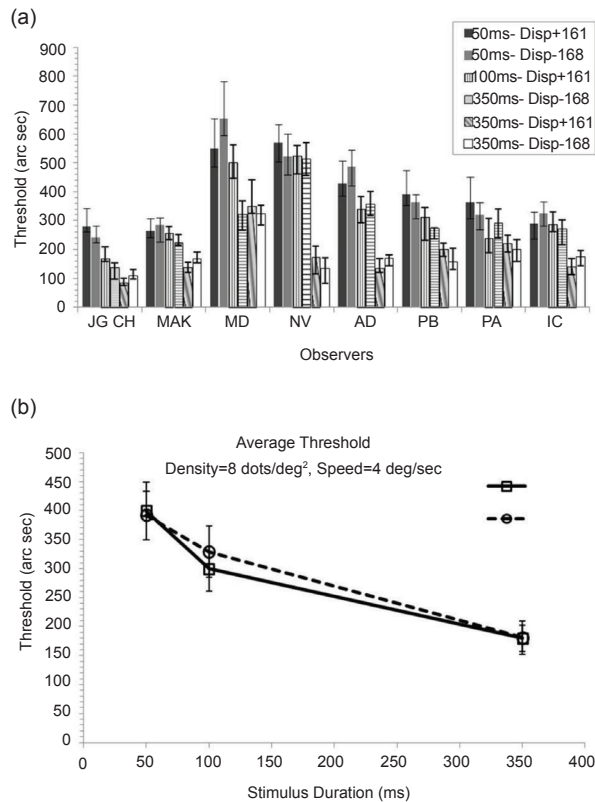 (a)
900
800
700
600
500
400
300
200
100
0
Threshold (arc sec)
50ms- Disp+161
50ms- Disp-168
100ms- Disp+161
350ms- Disp-168
350ms- Disp+161
350ms- Disp-168
JG CH MAK MD NV AD PB PA IC
Observers
(b)
Average Threshold
Density=8 dots/deg², Speed=4 deg/sec
500
450
400
350
300
250
200
150
100
50
0
Threshold (arc sec)
0 50 100 150 200 250 300 350 400
Stimulus Duration (ms)